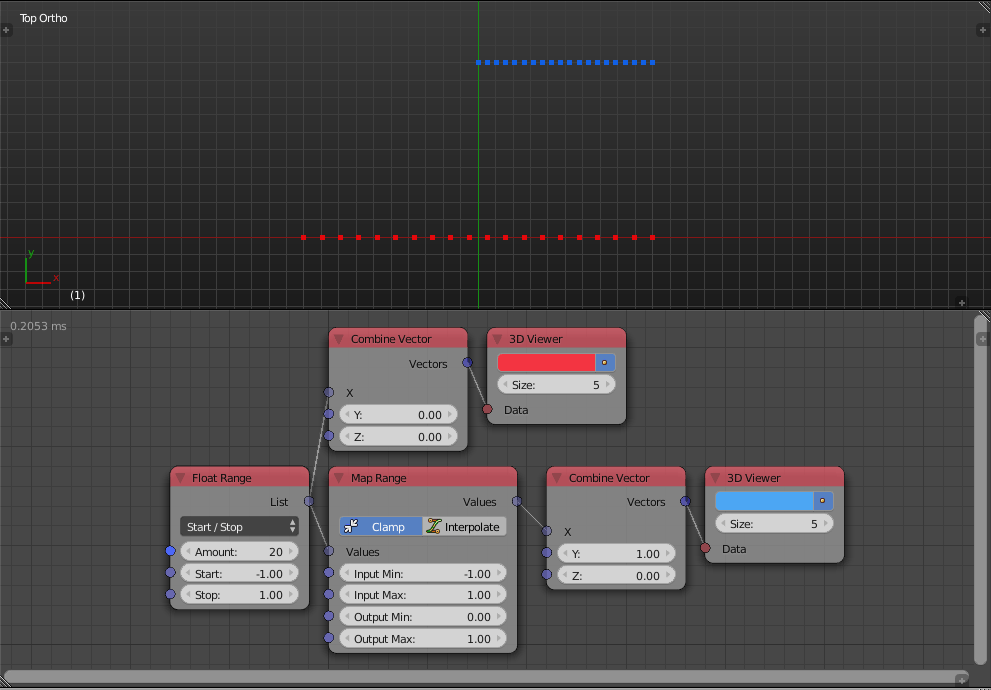 Top Ortho
y
x
(1)
0.2053 ms
Combine Vector
Vectors
X
Y: 0.00
Z: 0.00
3D Viewer
Size: 5
Data
Float Range
List
Start / Stop
Amount: 20
Start: -1.00
Stop: 1.00
Map Range
Values
Clamp Interpolate
Values
Input Min: -1.00
Input Max: 1.00
Output Min: 0.00
Output Max: 1.00
Combine Vector
Vectors
X
Y: 1.00
Z: 0.00
3D Viewer
Size: 5
Data